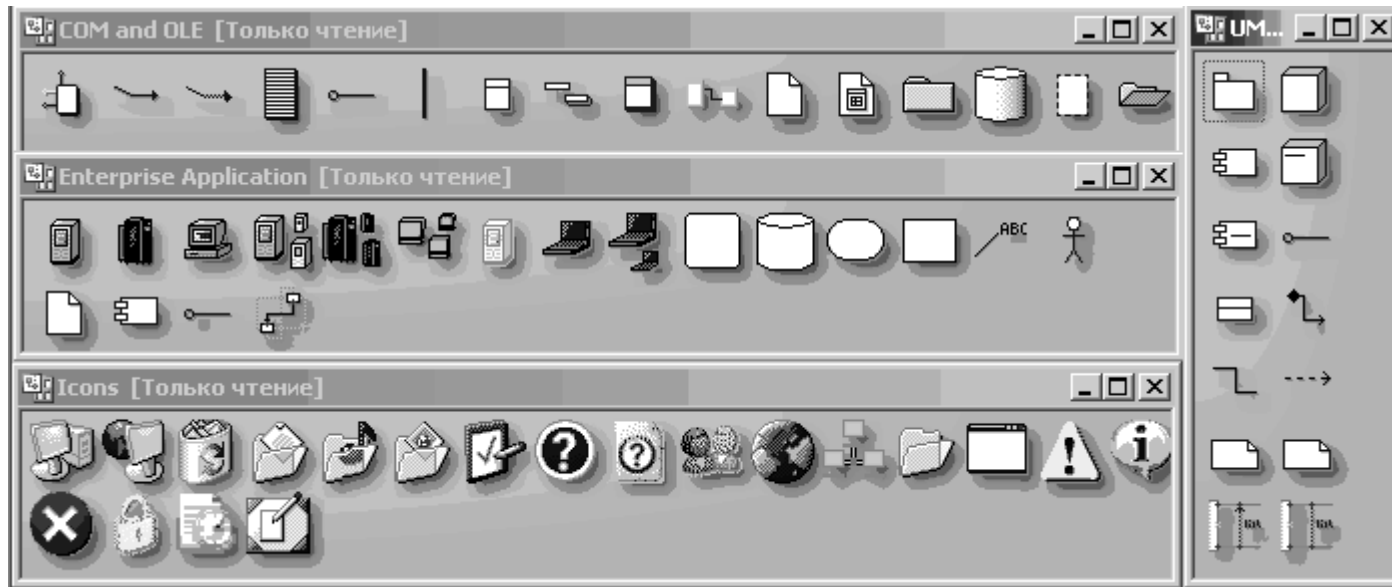 COM and OLE [Только чтение]
UM...
Enterprise Application [Только чтение]
ABC
Icons [Только чтение]